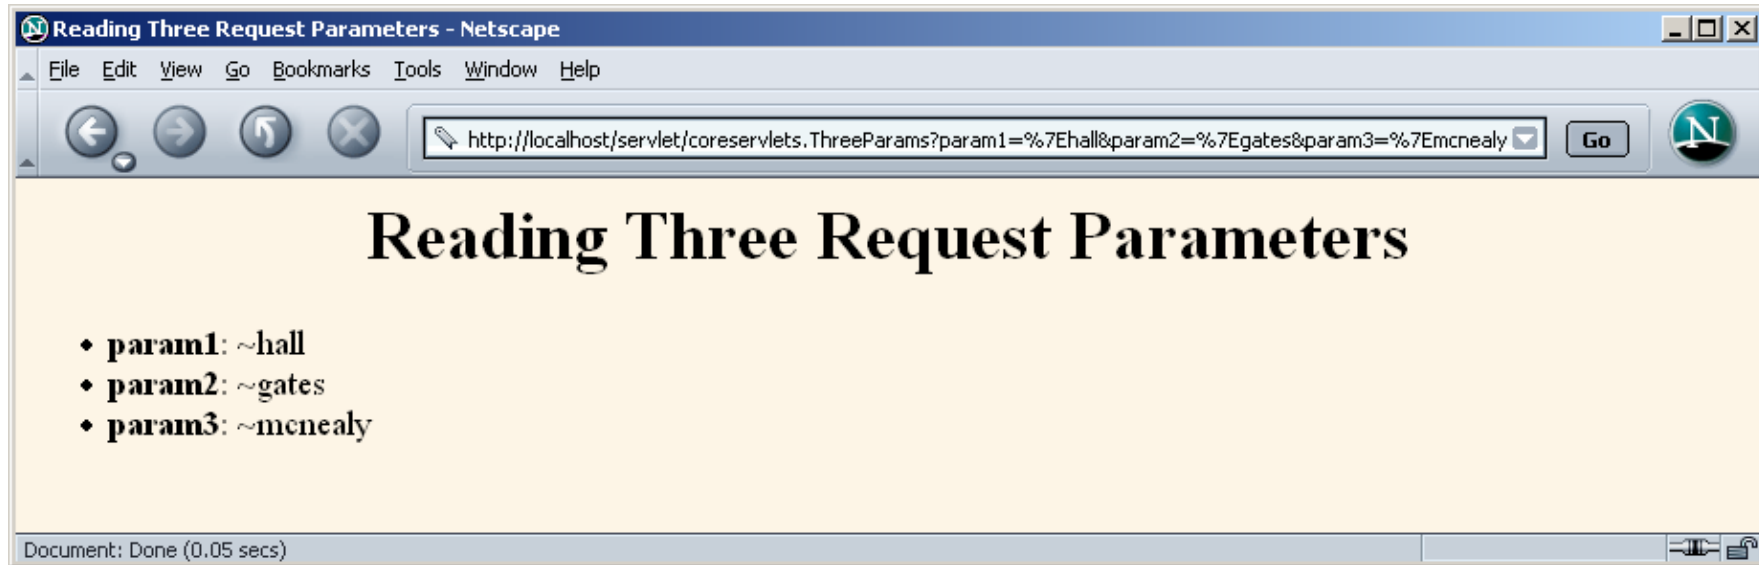 Reading Three Request Parameters - Netscape
File Edit View Go Bookmarks Tools Window Help
http://localhost/servlet/coreservlets.ThreeParams?param1=%7Ehall&param2=%7Egates&param3=%7Emcnealy Go N
Reading Three Request Parameters
• param1: ~hall
• param2: ~gates
• param3: ~mcnealy
Document: Done (0.05 secs)